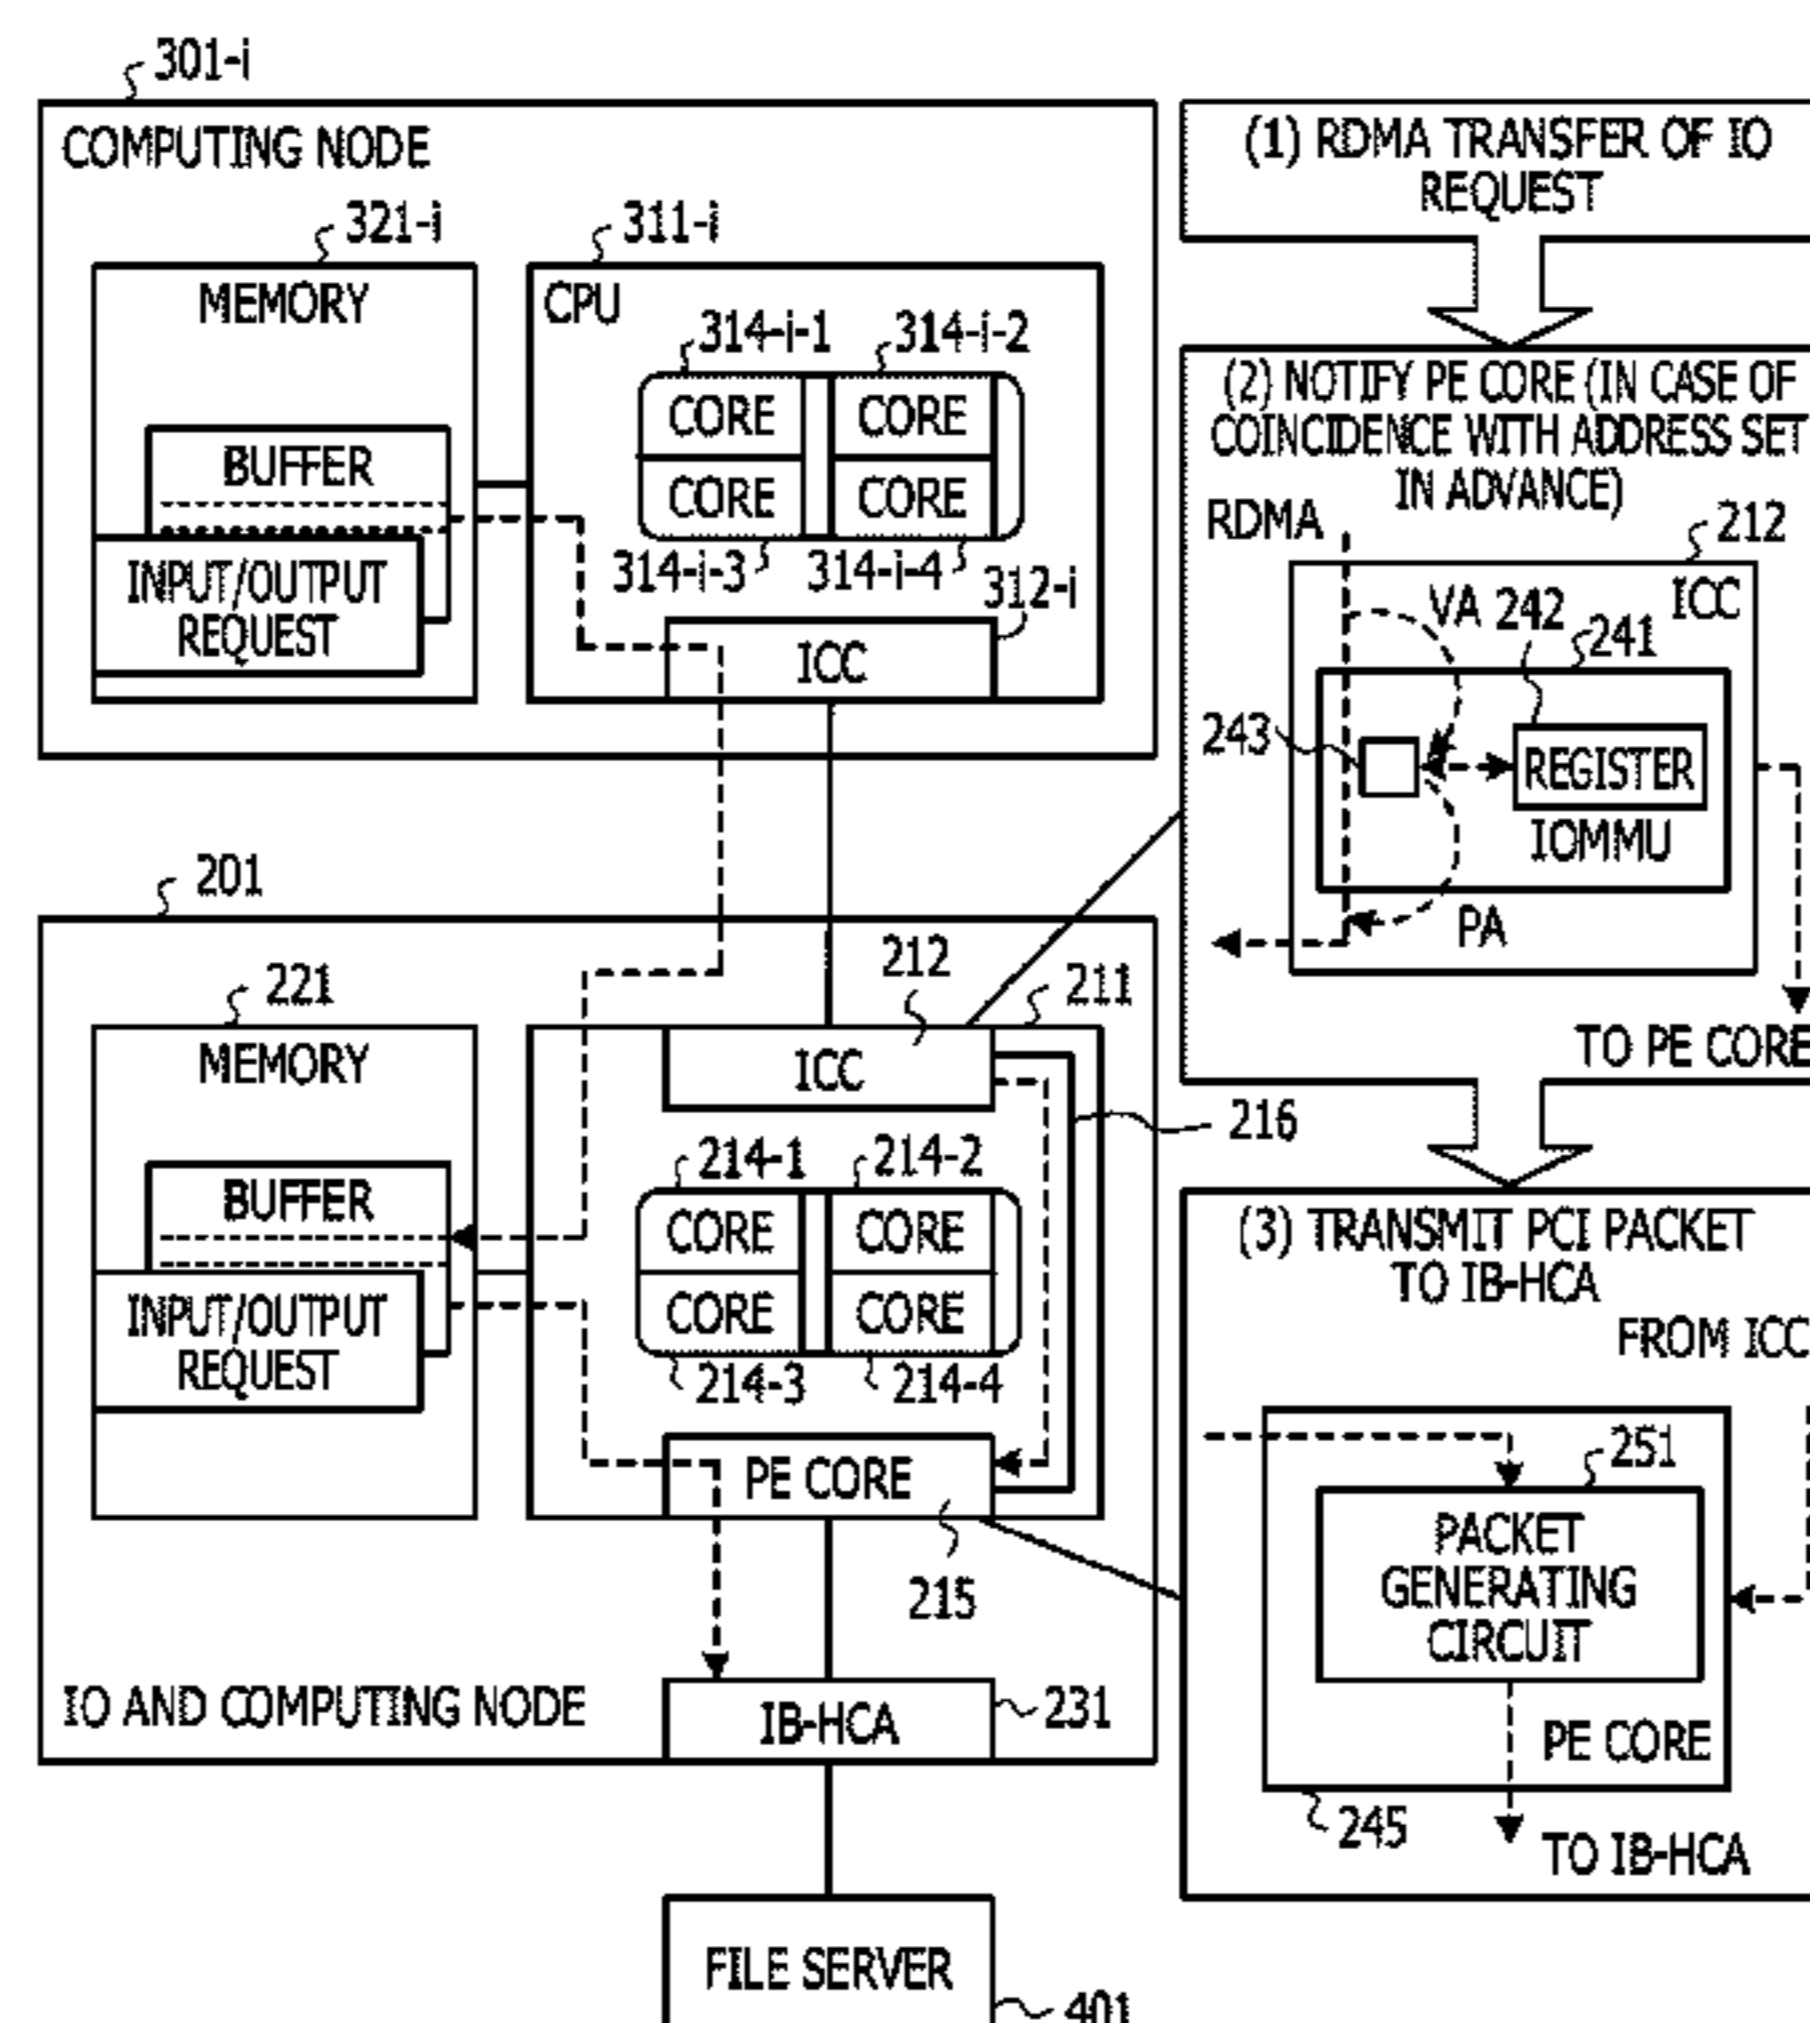 301-i
COMPUTING NODE
321-i
MEMORY
BUFFER
INPUT/OUTPUT
REQUEST
311-i
CPU
314-i-1
314-i-2
CORE
CORE
CORE
CORE
314-i-3
314-i-4
312-i
ICC
201
221
MEMORY
BUFFER
INPUT/OUTPUT
REQUEST
212
211
ICC
216
214-1
214-2
CORE
CORE
CORE
CORE
214-3
214-4
PE CORE
215
IO AND COMPUTING NODE
IB-HCA
231
FILE SERVER
401
(1) RDMA TRANSFER OF IO
REQUEST
(2) NOTIFY PE CORE (IN CASE OF
COINCIDENCE WITH ADDRESS SET
IN ADVANCE)
RDMA
212
ICC
VA
242
241
243
REGISTER
IOMMU
PA
TO PE CORE
(3) TRANSMIT PCI PACKET
TO IB-HCA
FROM ICC
251
PACKET
GENERATING
CIRCUIT
PE CORE
245
TO IB-HCA